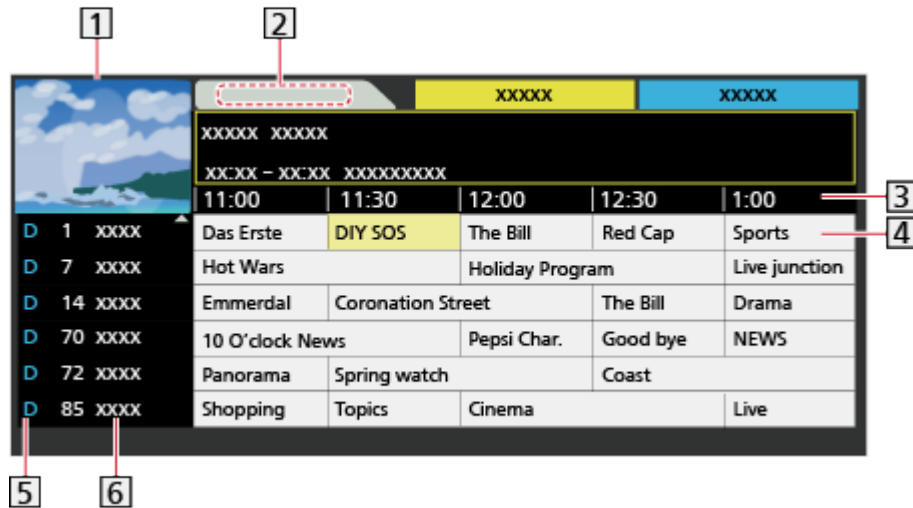 1 2
xxxxx xxxxx
xxxxx xxxxx
xx:xx – xx:xx xxxxxxxxx
11:00 11:30 12:00 12:30 1:00 3
D 1 xxxx Das Erste DIY SOS The Bill Red Cap Sports 4
D 7 xxxx Hot Wars Holiday Program Live junction
D 14 xxxx Emmerdal Coronation Street The Bill Drama
D 70 xxxx 10 O'clock News Pepsi Char. Good bye NEWS
D 72 xxxx Panorama Spring watch Coast
D 85 xxxx Shopping Topics Cinema Live
5 6